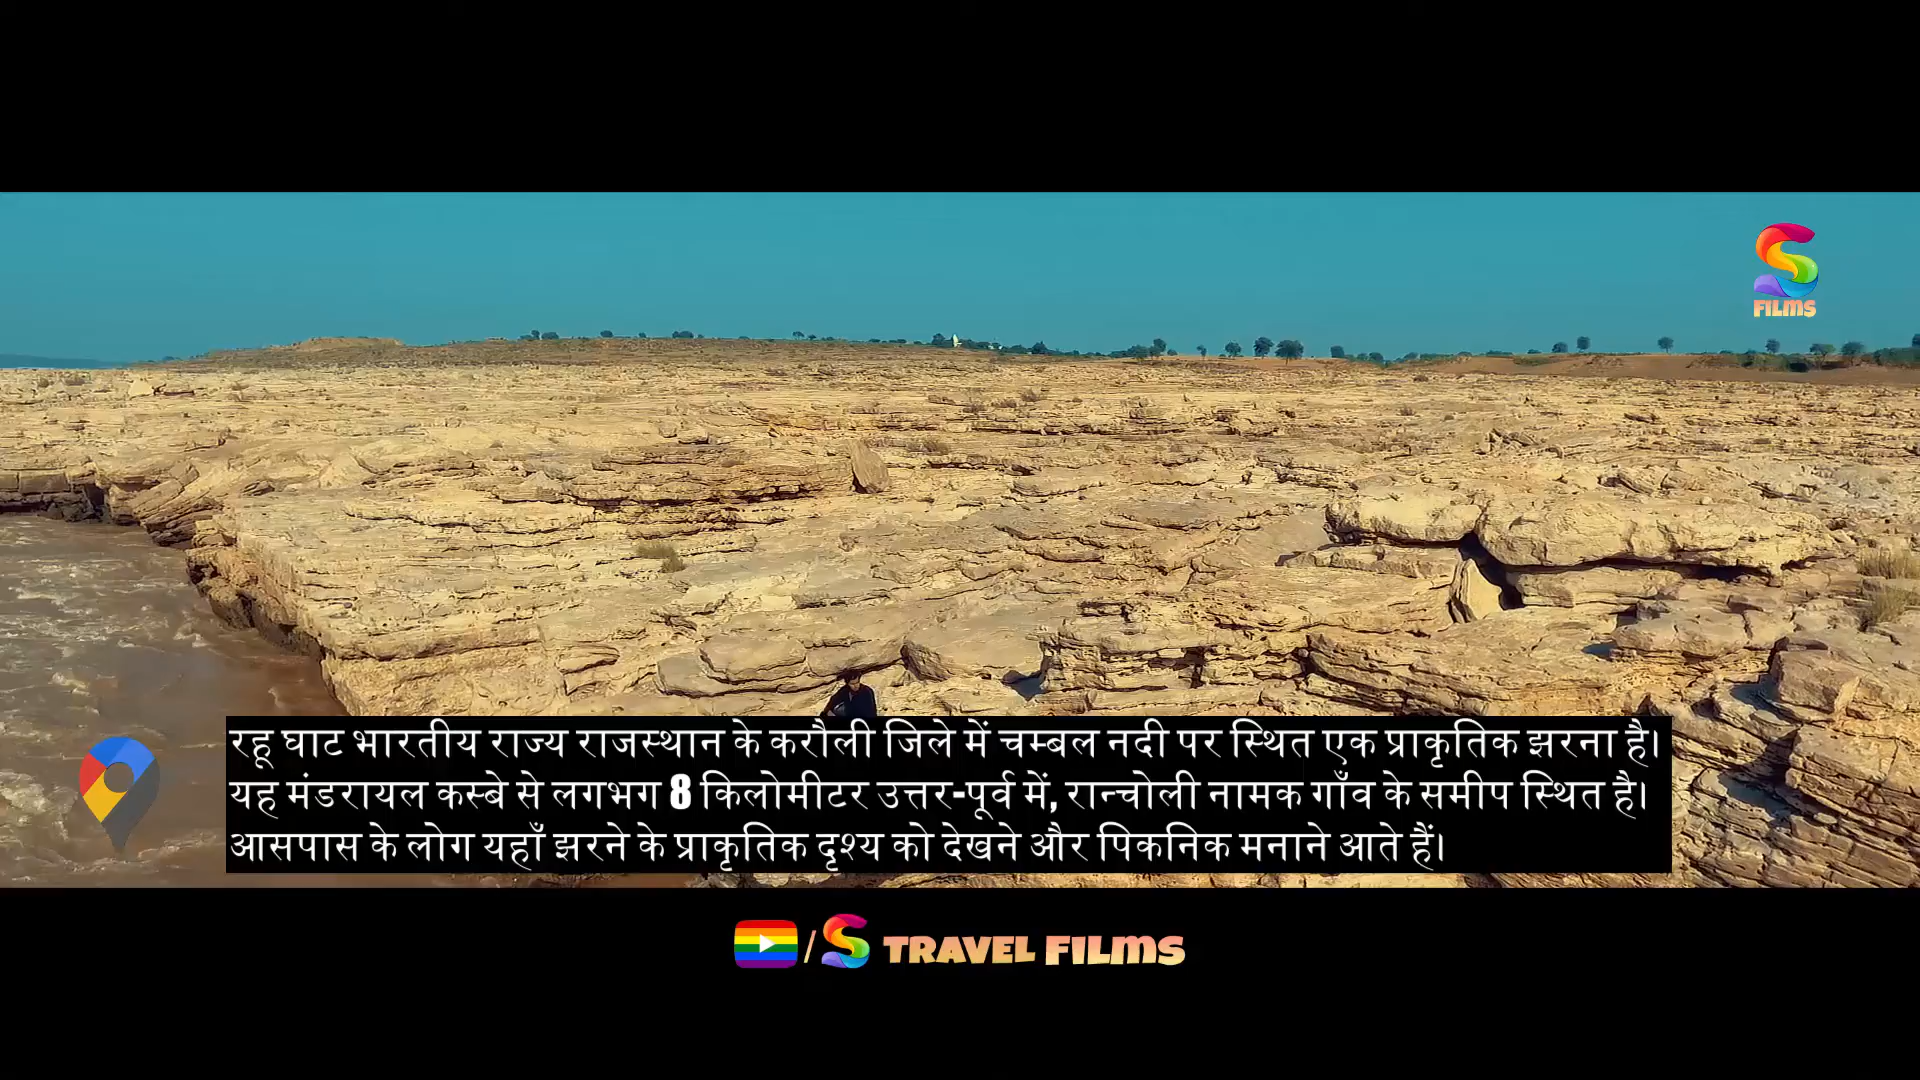 FILMS
रहू घाट भारतीय राज्य राजस्थान के करौली जिले में चम्बल नदी पर स्थित एक प्राकृतिक झरना है।
यह मंडरायल कस्बे से लगभग 8 किलोमीटर उत्तर-पूर्व में, रान्चोली नामक गाँव के समीप स्थित है।
आसपास के लोग यहाँ झरने के प्राकृतिक दृश्य को देखने और पिकनिक मनाने आते हैं।
/S TRAVEL FILMS